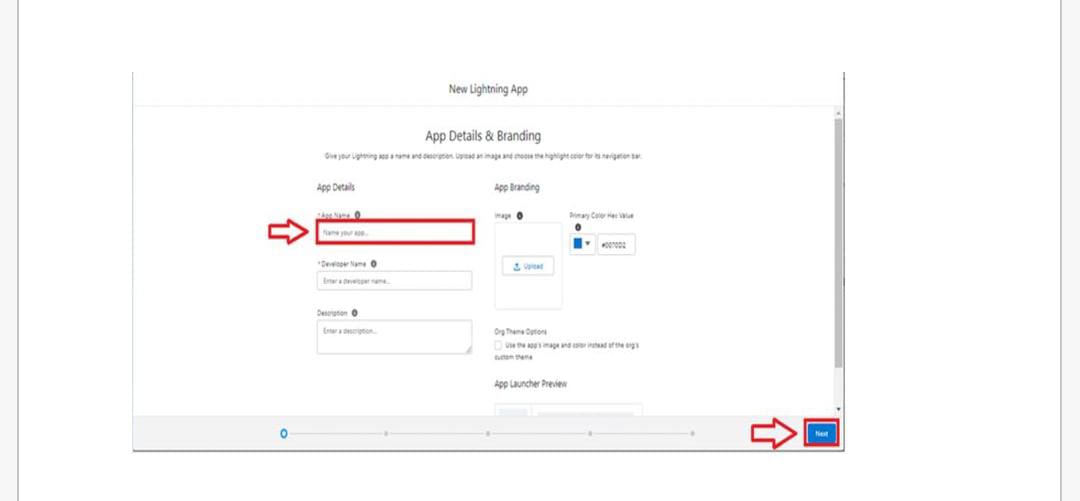 New Lightning App
App Details & Branding
Give your Lightning app a name and description. Upload an image and choose the highlight color for its navigation bar.
App Details
App Branding
* App Name
Name your app...
Image
Primary Color Hex Value
#0070D2
Upload
* Developer Name
Enter a developer name...
Description
Enter a description...
Org Theme Options
Use the app's image and color instead of the org's
custom theme
App Launcher Preview
Next